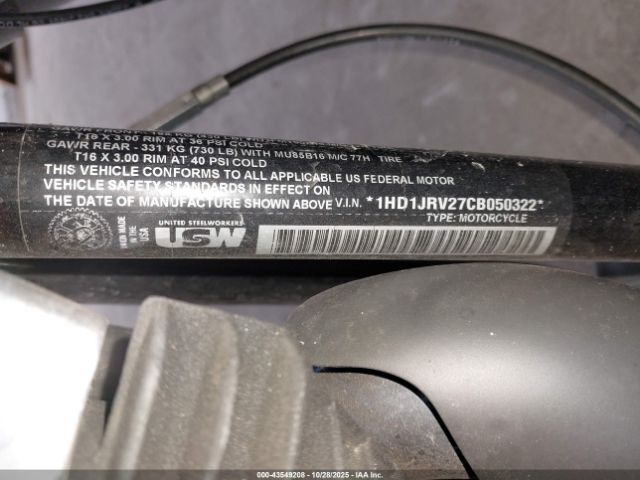 T18 X 3.00 RIM AT 36 PSI COLD
GAWR REAR - 331 KG (730 LB) WITH MU85B16 M/C 77H TIRE
T16 X 3.00 RIM AT 40 PSI COLD
THIS VEHICLE CONFORMS TO ALL APPLICABLE US FEDERAL MOTOR
VEHICLE SAFETY STANDARDS IN EFFECT ON
THE DATE OF MANUFACTURE SHOWN ABOVE V.I.N. *1HD1JRV27CB050322*
TYPE: MOTORCYCLE
UNION MADE
IN THE
USA
UNITED STEELWORKERS
USW
000-43549208 10/28/2025 IAA, Inc.